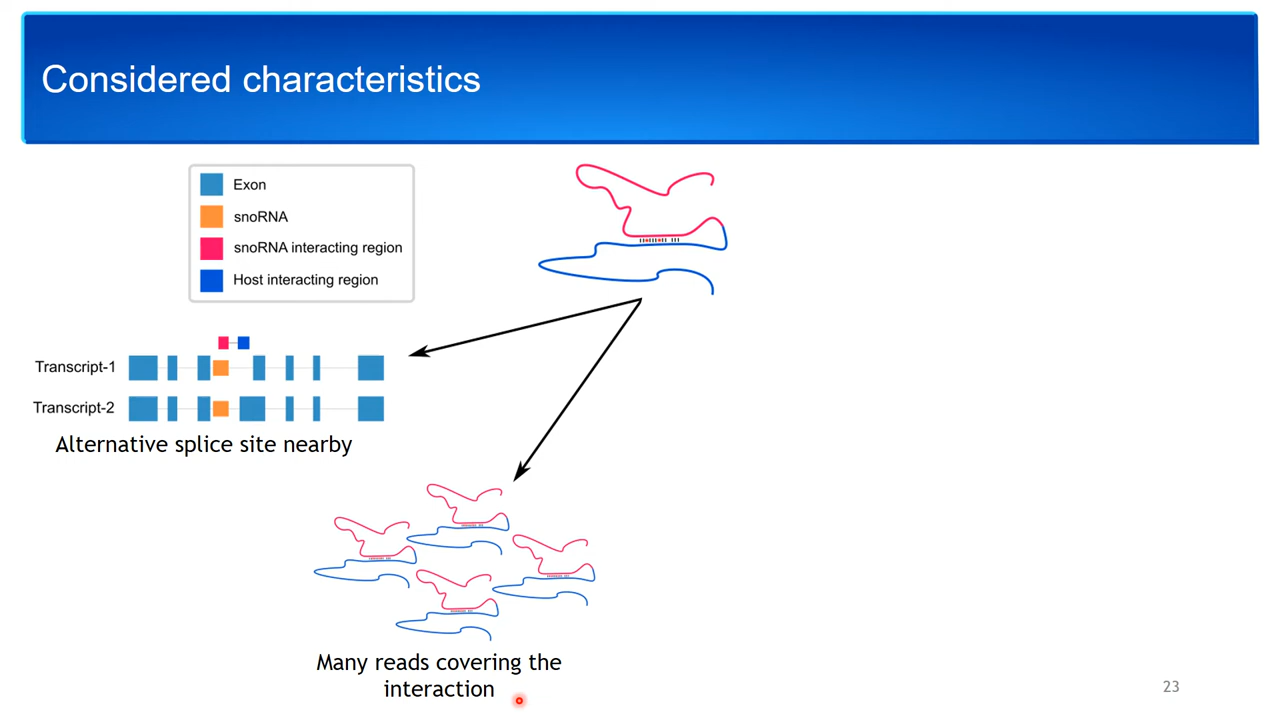 Considered characteristics
Exon
snoRNA
snoRNA interacting region
Host interacting region
Transcript-1
Transcript-2
Alternative splice site nearby
Many reads covering the
interaction
23